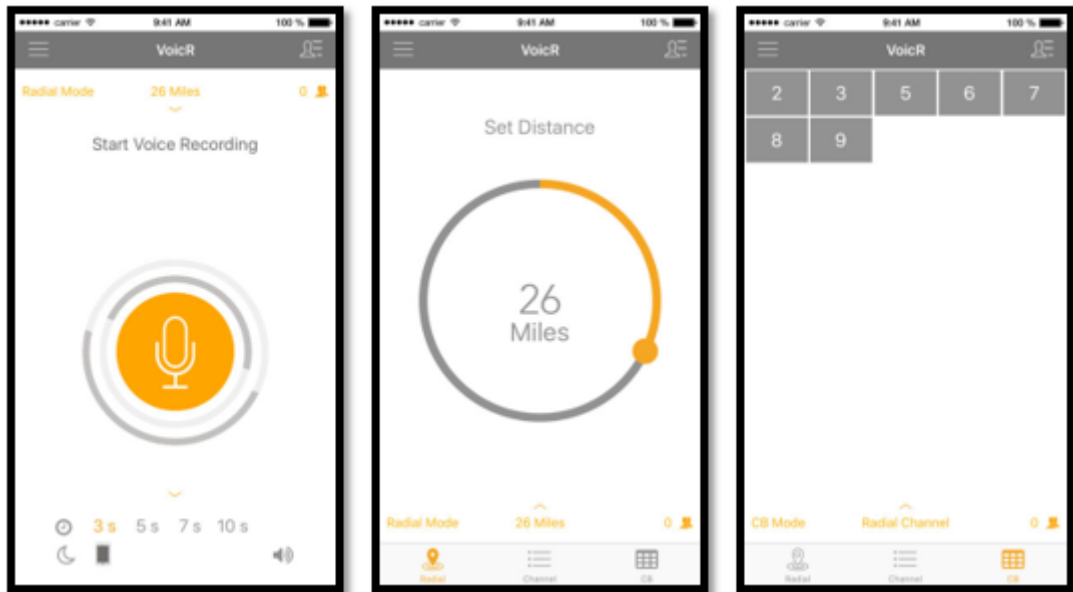 carrier 9:41 AM 100 %
VoicR
Radial Mode 26 Miles 0
Start Voice Recording
3 s 5 s 7 s 10 s
carrier 9:41 AM 100 %
VoicR
Set Distance
26
Miles
Radial Mode 26 Miles 0
Radial Channel CB
carrier 9:41 AM 100 %
VoicR
2 3 5 6 7
8 9
CB Mode Radial Channel 0
Radial Channel CB